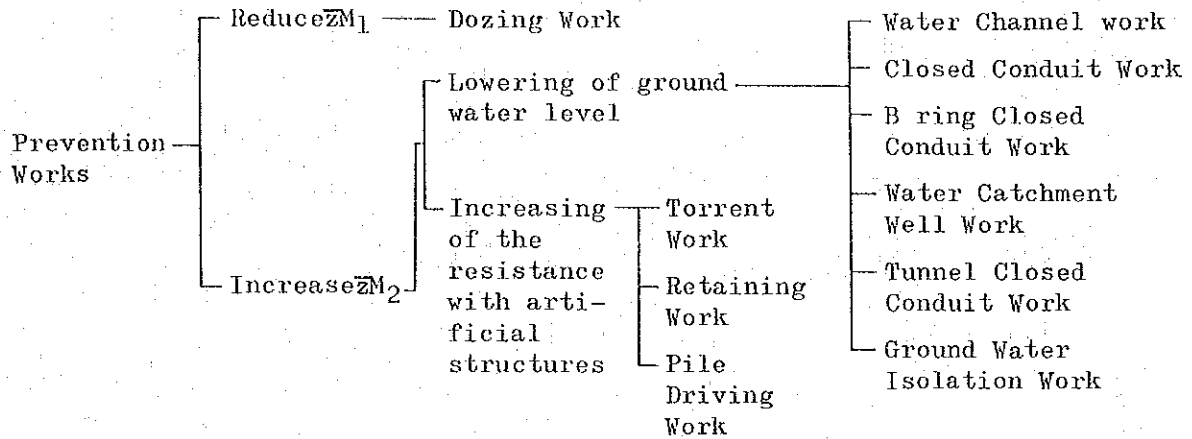 Prevention
Works
Reduce z̅M₁
Dozing Work
Increase z̅M₂
Lowering of ground
water level
Water Channel work
Closed Conduit Work
B ring Closed
Conduit Work
Water Catchment
Well Work
Tunnel Closed
Conduit Work
Ground Water
Isolation Work
Increasing
of the
resistance
with arti-
ficial
structures
Torrent
Work
Retaining
Work
Pile
Driving
Work